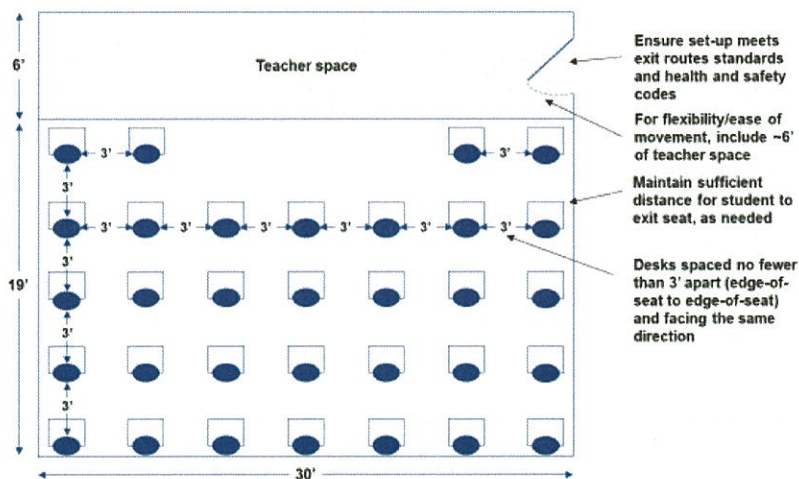 6'
Teacher space
Ensure set-up meets
exit routes standards
and health and safety
codes
For flexibility/ease of
movement, include ~6'
of teacher space
3'
3'
3'
Maintain sufficient
distance for student to
exit seat, as needed
3'
3'
3'
3'
3'
3'
3'
Desks spaced no fewer
than 3' apart (edge-of-
seat to edge-of-seat)
and facing the same
direction
19'
3'
3'
30'